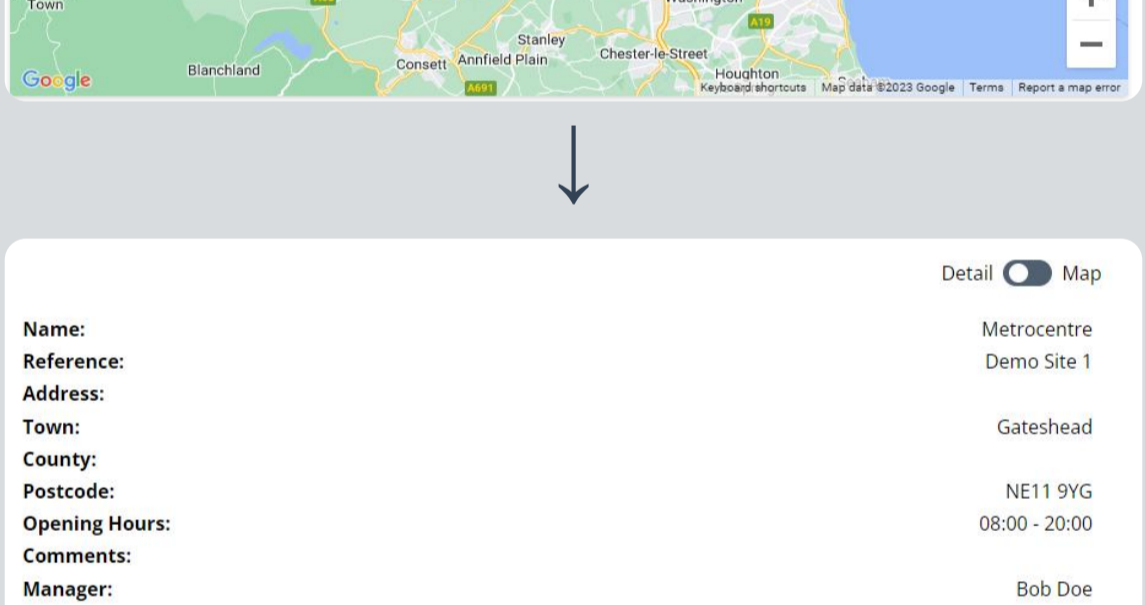 Town
Washington
A19
Stanley
Chester-le-Street
Annfield Plain
Consett
Blanchland
Houghton
Google
A691
Keyboard shortcuts Map data ©2023 Google Terms Report a map error
Detail Map
Name: Metrocentre
Reference: Demo Site 1
Address:
Town: Gateshead
County:
Postcode: NE11 9YG
Opening Hours: 08:00 - 20:00
Comments:
Manager: Bob Doe